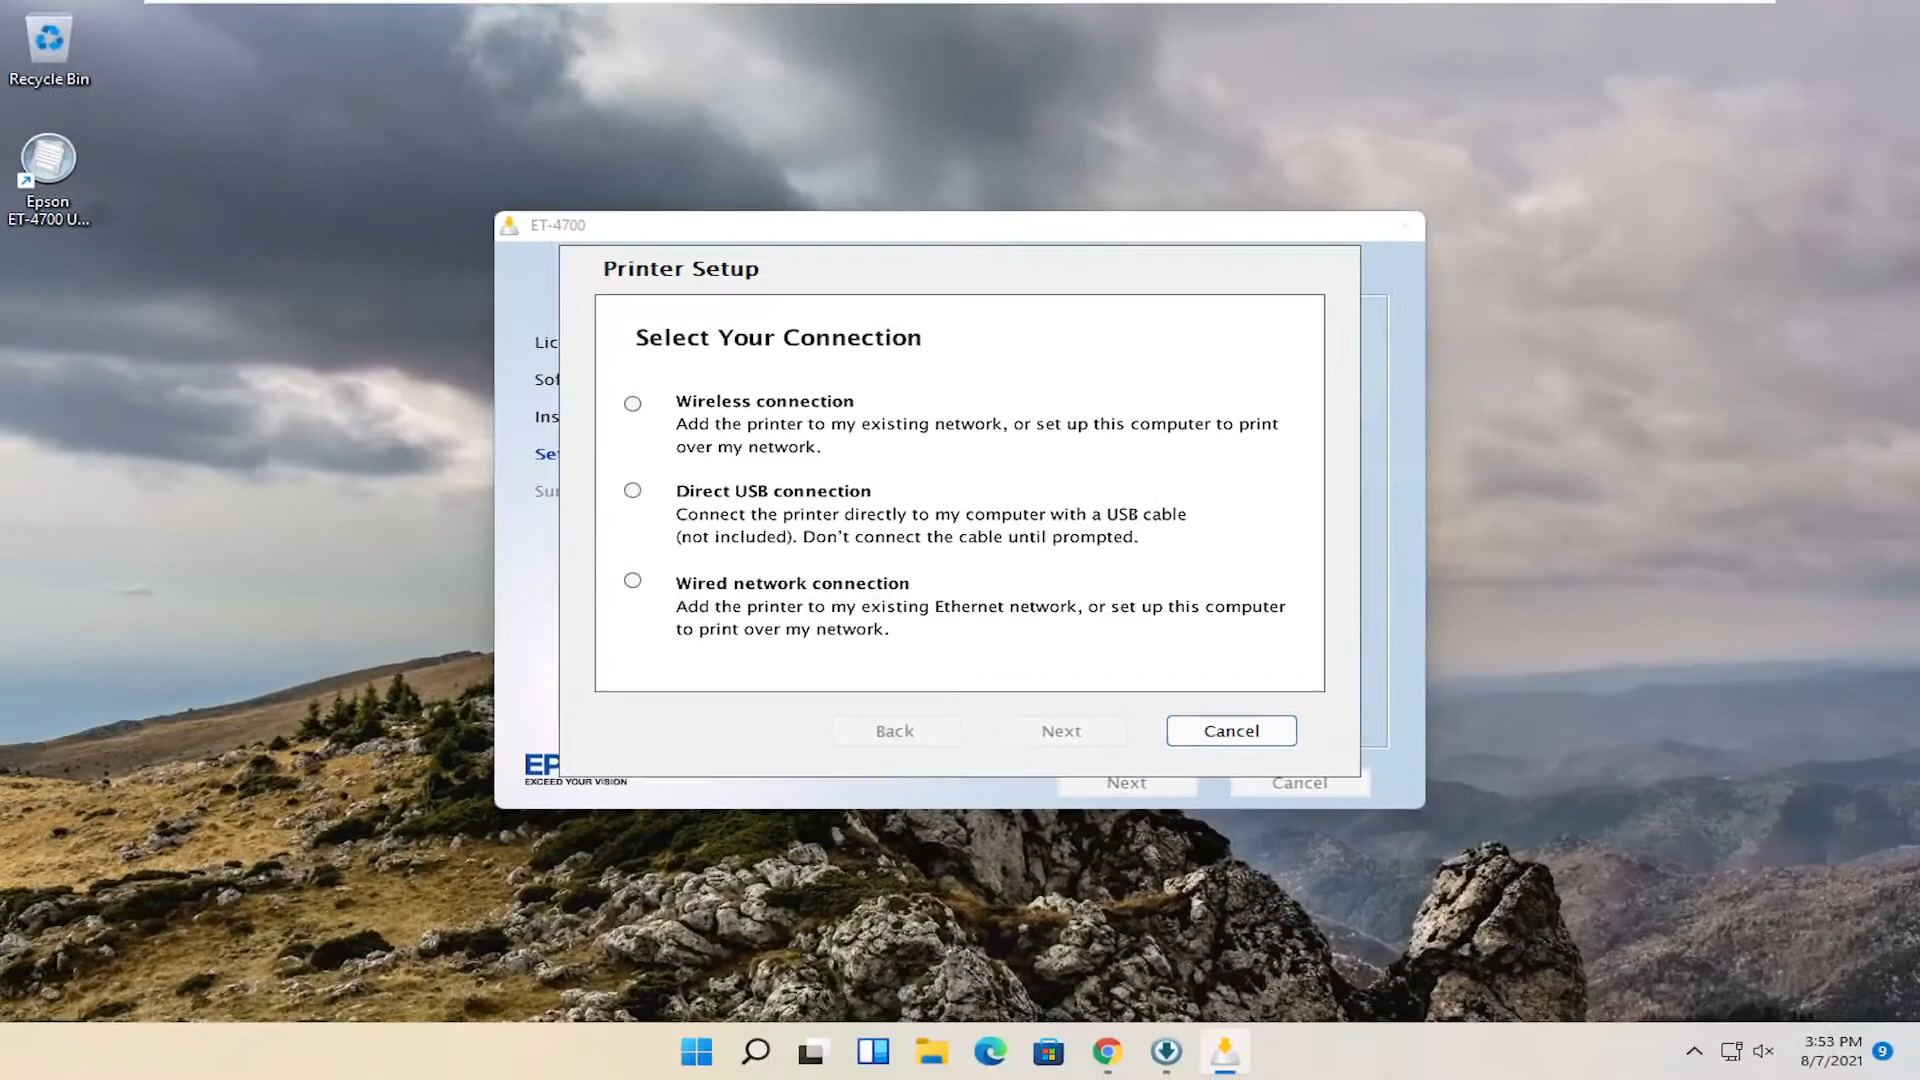 Recycle Bin
Epson
ET-4700 U...
ET-4700
Printer Setup
Select Your Connection
Wireless connection
Add the printer to my existing network, or set up this computer to print
over my network.
Direct USB connection
Connect the printer directly to my computer with a USB cable
(not included). Don't connect the cable until prompted.
Wired network connection
Add the printer to my existing Ethernet network, or set up this computer
to print over my network.
Back
Next
Cancel
Lic
Sof
Ins
Set
Sur
EP
EXCEED YOUR VISION
Next
Cancel
3:53 PM
8/7/2021
9